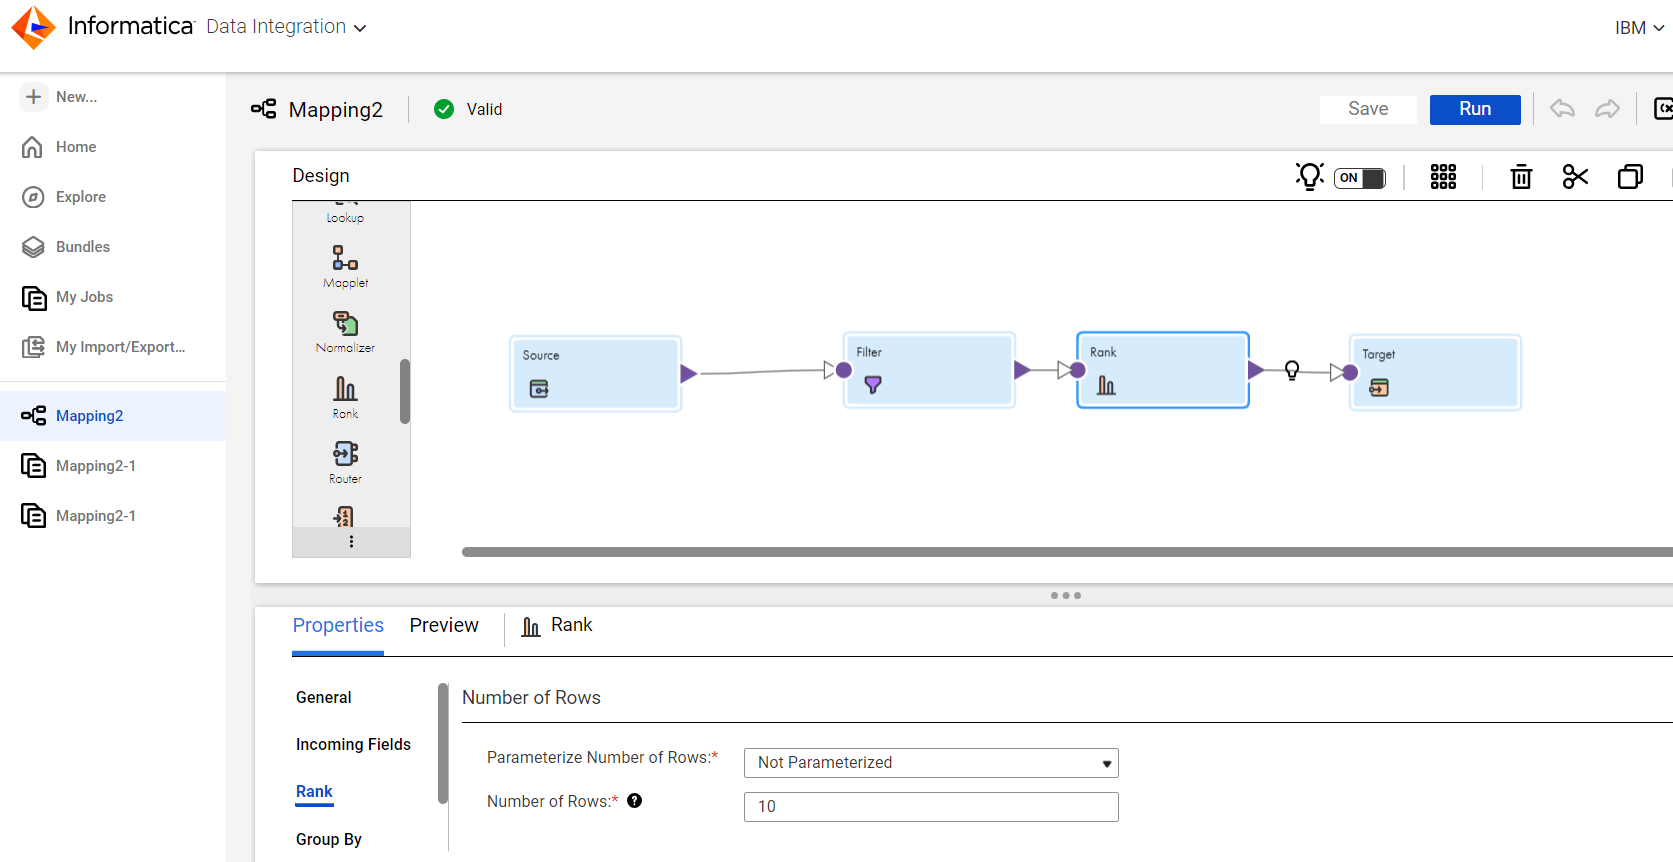 Informatica Data Integration
IBM
New...
Home
Explore
Bundles
My Jobs
My Import/Export...
Mapping2
Mapping2-1
Mapping2-1
Mapping2
Valid
Save
Run
Design
ON
Lookup
Mapplet
Normalizer
Rank
Router
Source
Filter
Rank
Target
Properties
Preview
Rank
General
Incoming Fields
Rank
Group By
Number of Rows
Parameterize Number of Rows:*
Not Parameterized
Number of Rows:*
10